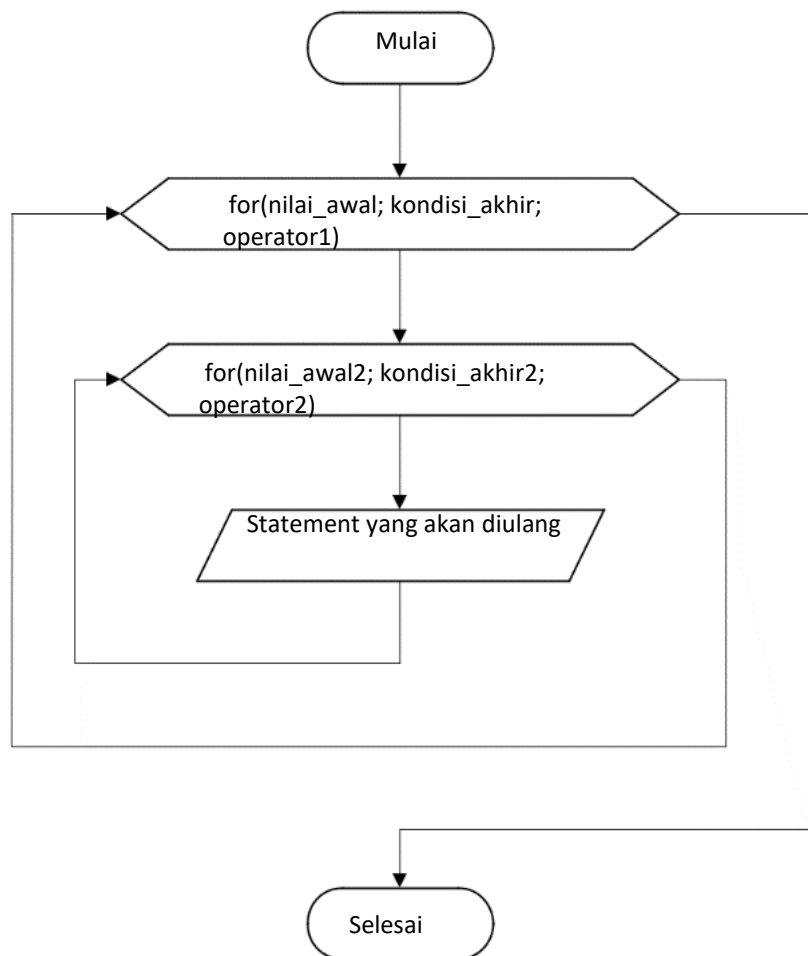 Mulai
for(nilai_awal; kondisi_akhir;
operator1)
for(nilai_awal2; kondisi_akhir2;
operator2)
Statement yang akan diulang
Selesai